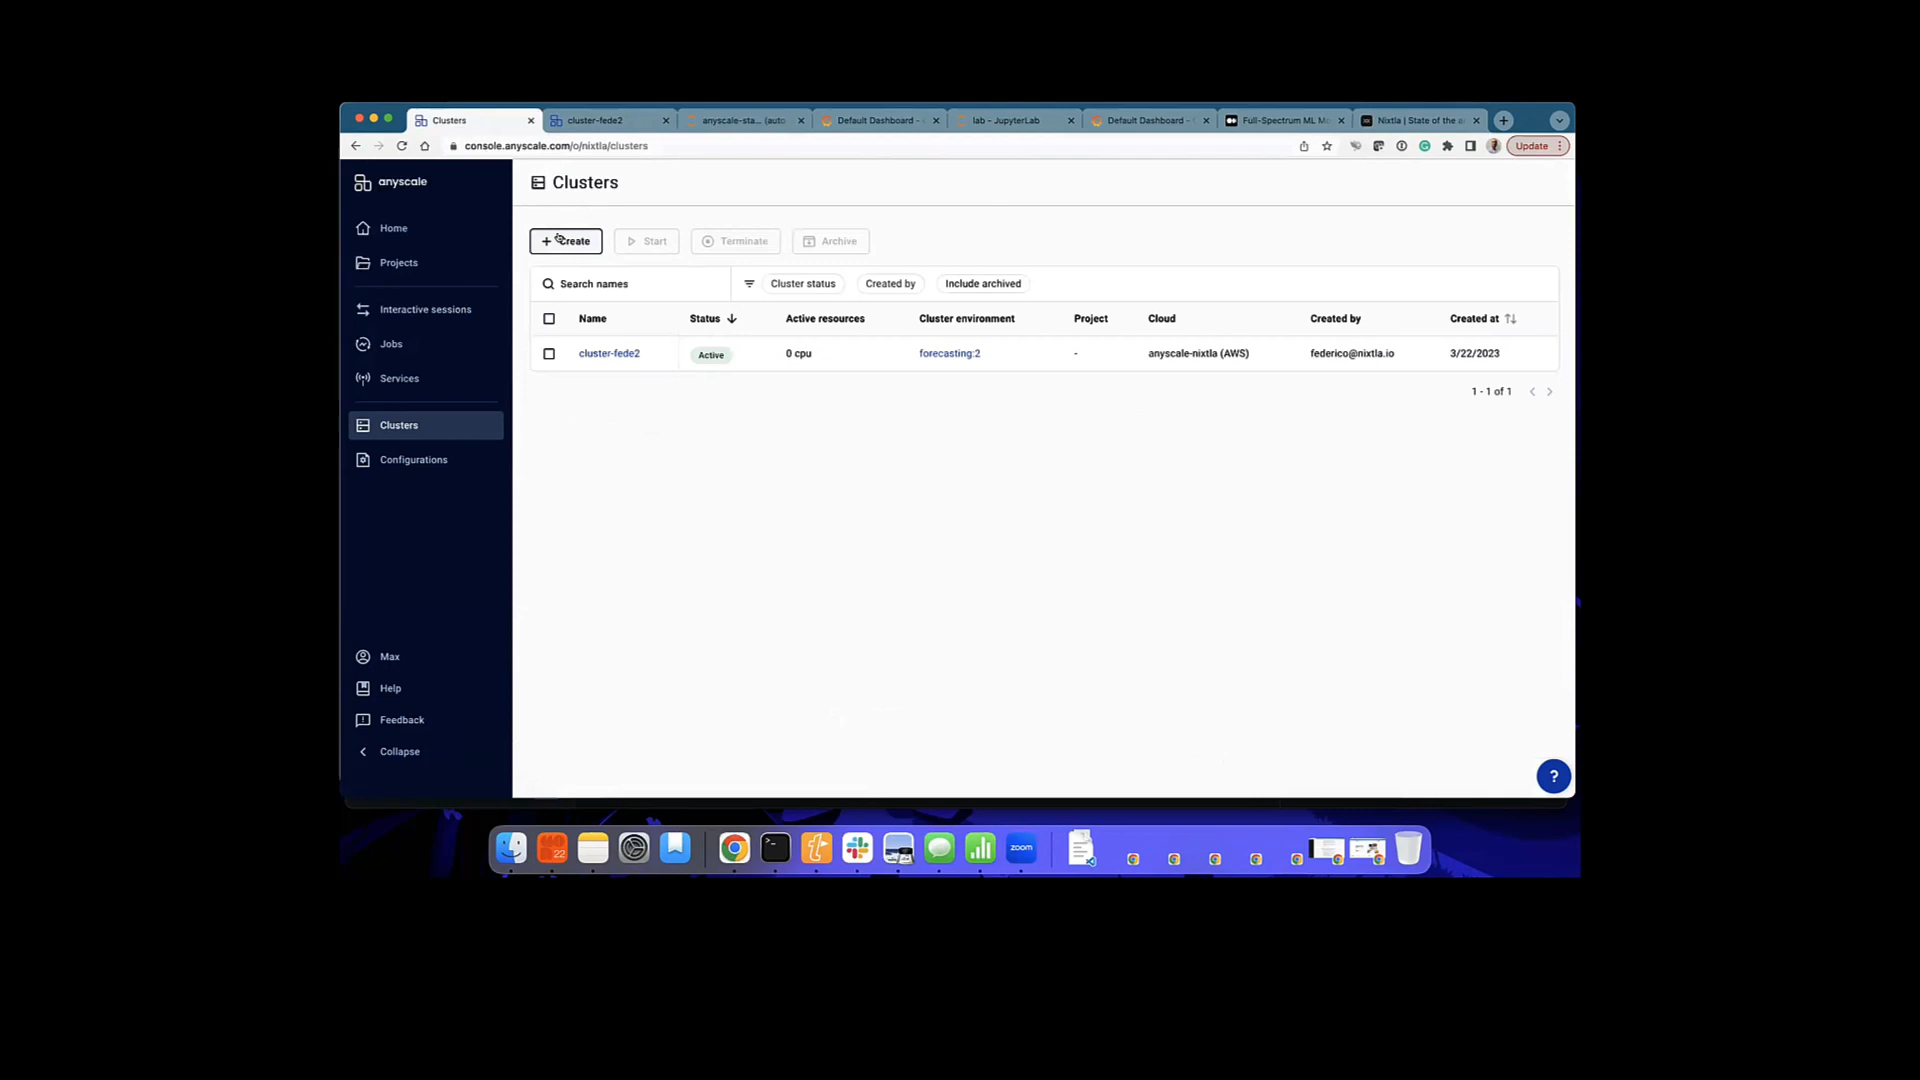 Clusters
cluster-fede2
anyscale-sta... (auto
Default Dashboard -
lab - JupyterLab
Default Dashboard -
Full-Spectrum ML M
Nixtla | State of the a
console.anyscale.com/o/nixtla/clusters
Update
anyscale
Clusters
Home
Projects
Interactive sessions
Jobs
Services
Clusters
Configurations
Max
Help
Feedback
Collapse
+ Create
Start
Terminate
Archive
Search names
Cluster status
Created by
Include archived
Name
Status
Active resources
Cluster environment
Project
Cloud
Created by
Created at
cluster-fede2
Active
0 cpu
forecasting:2
-
anyscale-nixtla (AWS)
federico@nixtla.io
3/22/2023
1 - 1 of 1
?
22
zoom